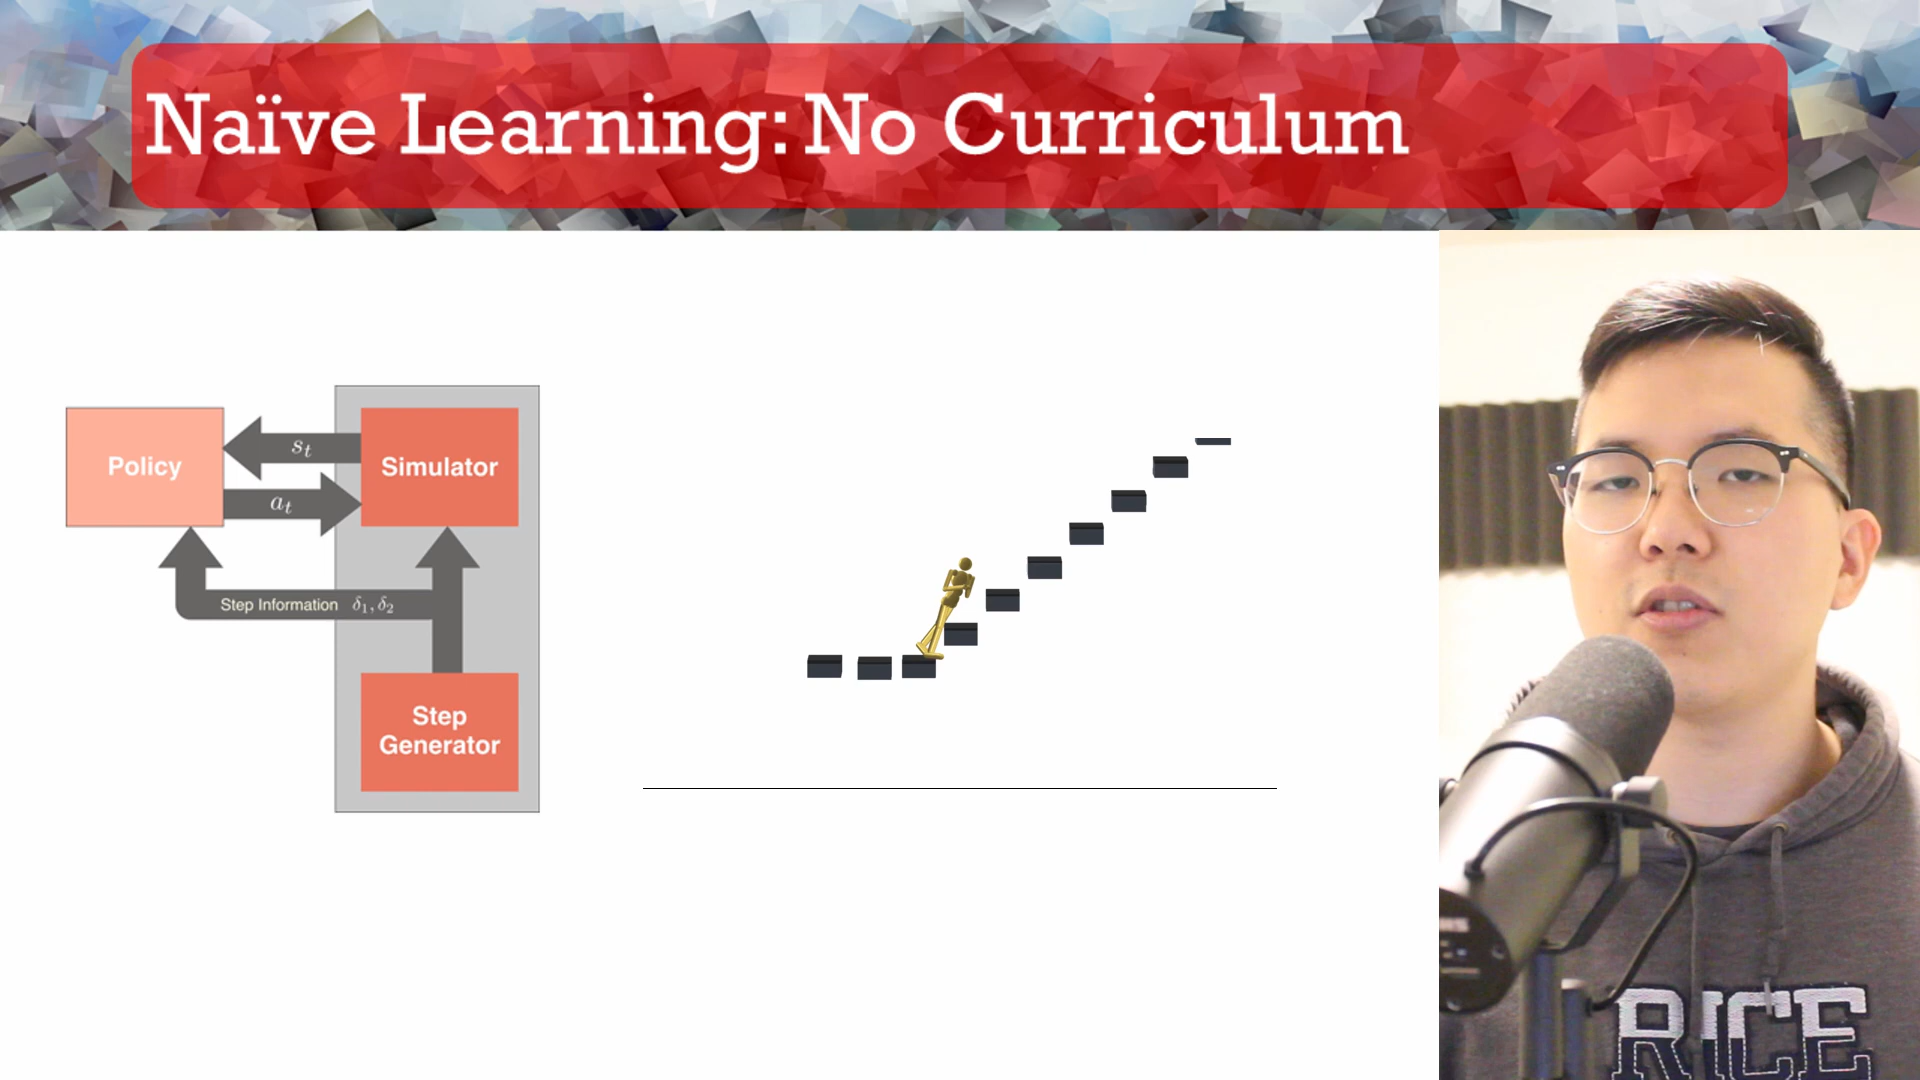 Naïve Learning: No Curriculum
Policy
s_t
Simulator
a_t
Step Information δ₁, δ₂
Step
Generator
RICE